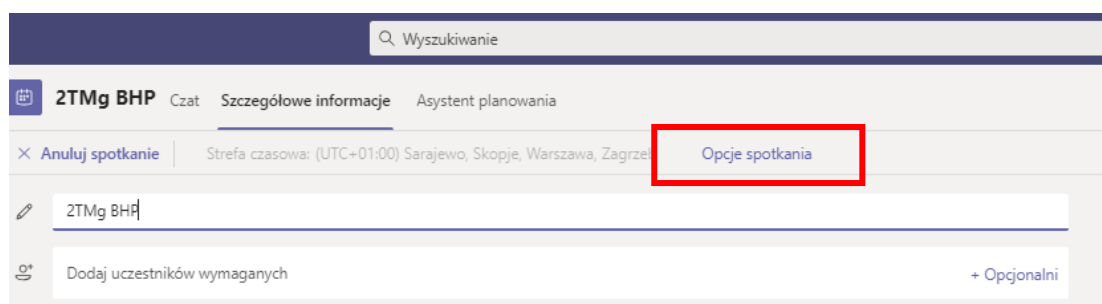 Wyszukiwanie
2TMg BHP Czat Szczegółowe informacje Asystent planowania
Anuluj spotkanie Strefa czasowa: (UTC+01:00) Sarajewo, Skopje, Warszawa, Zagrzeb Opcje spotkania
2TMg BHP
Dodaj uczestników wymaganych + Opcjonalni